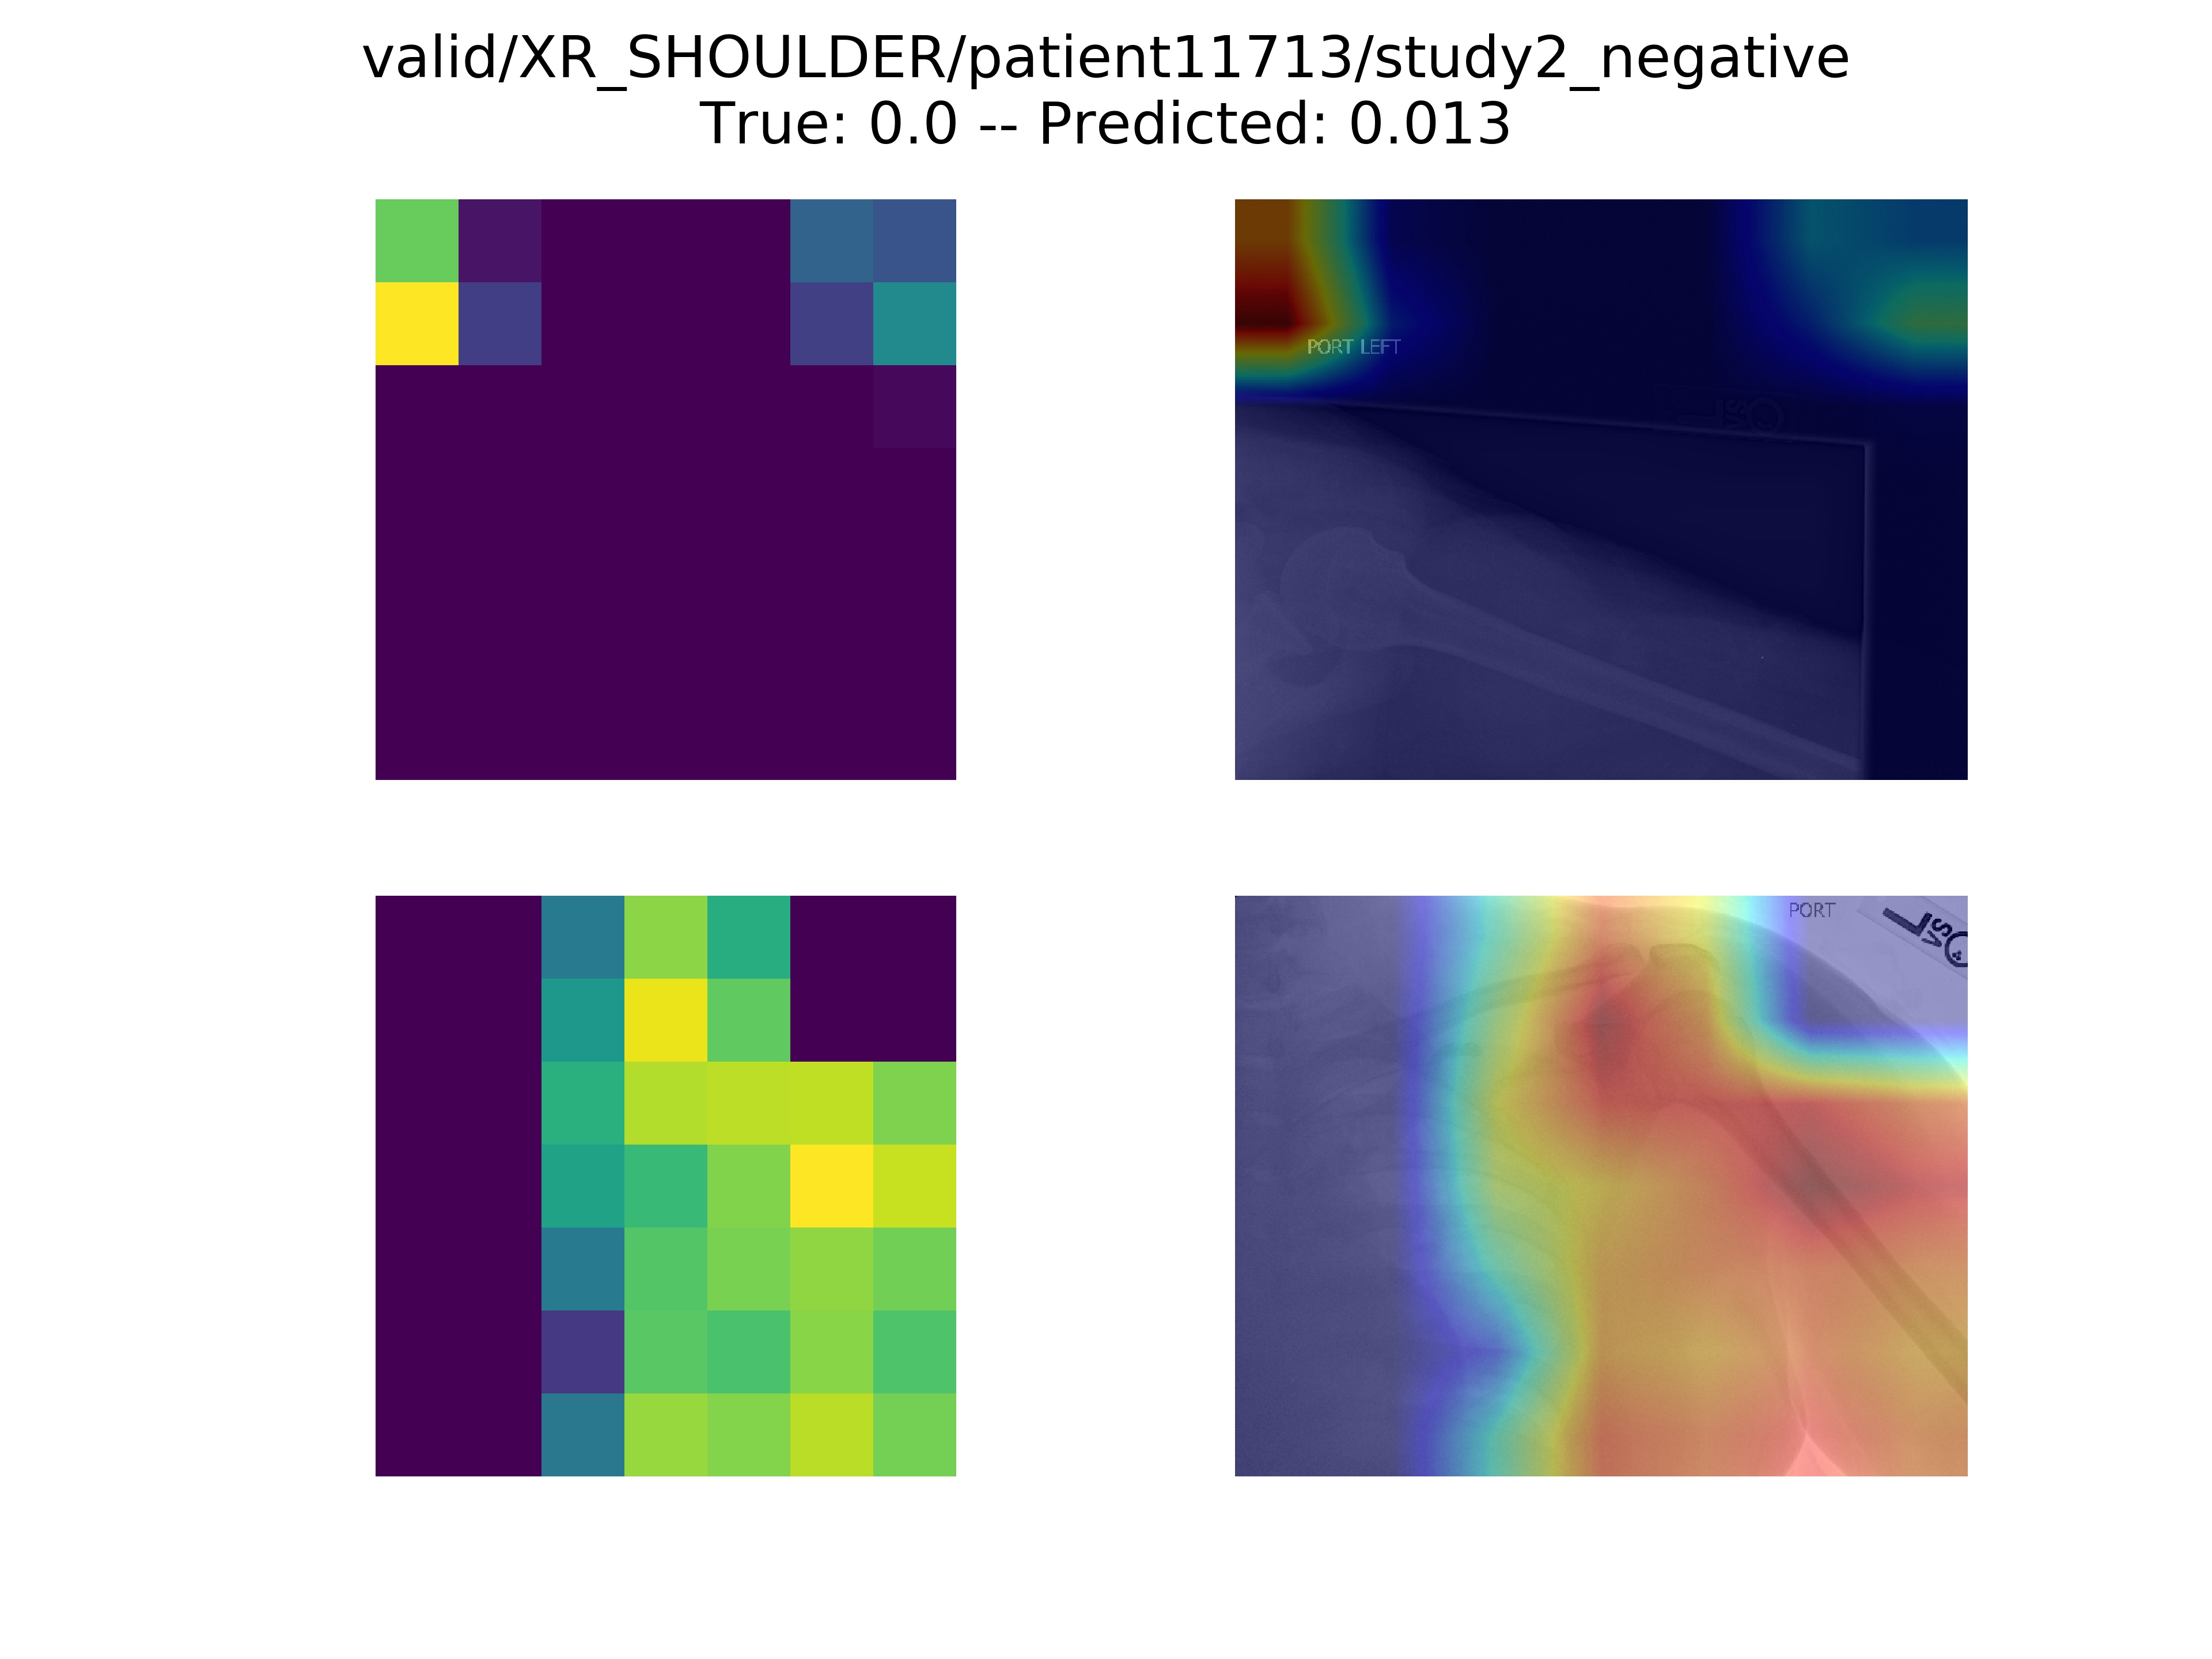 valid/XR_SHOULDER/patient11713/study2_negative
True: 0.0 -- Predicted: 0.013
PORT LEFT
PORT
L